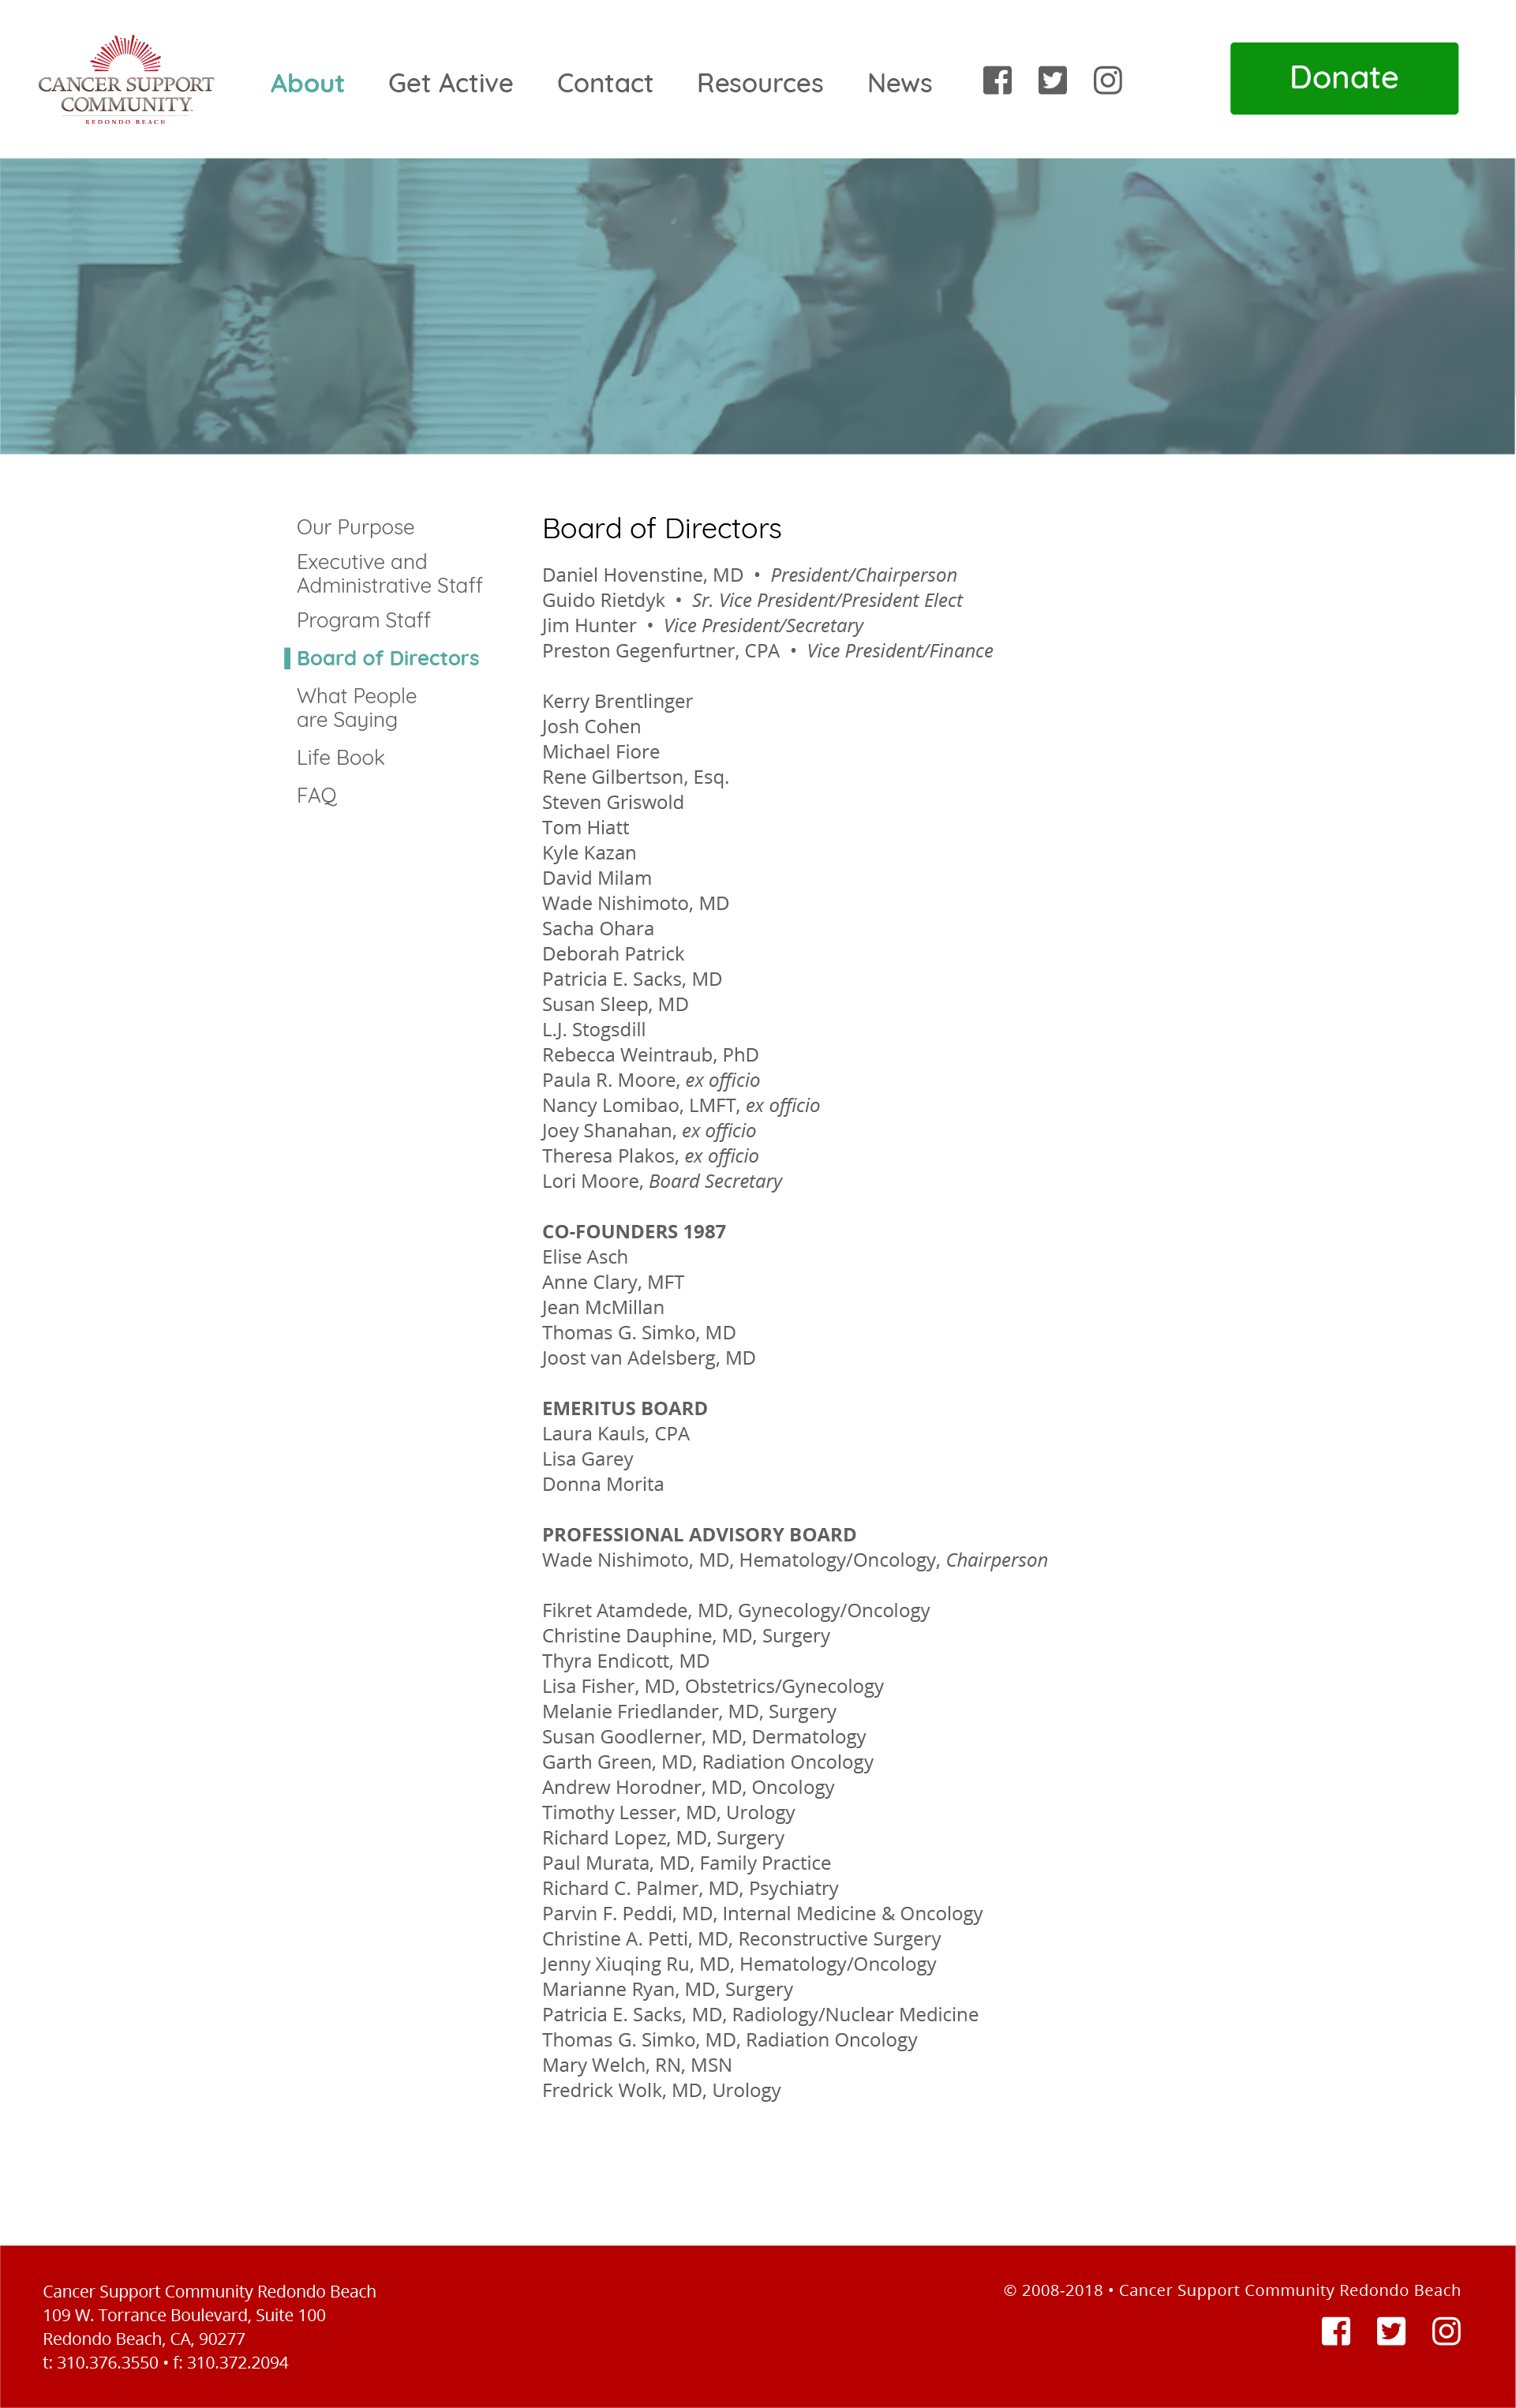 CANCER SUPPORT
COMMUNITY
REDONDO BEACH
About
Get Active
Contact
Resources
News
Donate
Our Purpose
Executive and
Administrative Staff
Program Staff
Board of Directors
What People
are Saying
Life Book
FAQ
Board of Directors
Daniel Hovenstine, MD • President/Chairperson
Guido Rietdyk • Sr. Vice President/President Elect
Jim Hunter • Vice President/Secretary
Preston Gegenfurtner, CPA • Vice President/Finance
Kerry Brentlinger
Josh Cohen
Michael Fiore
Rene Gilbertson, Esq.
Steven Griswold
Tom Hiatt
Kyle Kazan
David Milam
Wade Nishimoto, MD
Sacha Ohara
Deborah Patrick
Patricia E. Sacks, MD
Susan Sleep, MD
L.J. Stogsdill
Rebecca Weintraub, PhD
Paula R. Moore, ex officio
Nancy Lomibao, LMFT, ex officio
Joey Shanahan, ex officio
Theresa Plakos, ex officio
Lori Moore, Board Secretary
CO-FOUNDERS 1987
Elise Asch
Anne Clary, MFT
Jean McMillan
Thomas G. Simko, MD
Joost van Adelsberg, MD
EMERITUS BOARD
Laura Kauls, CPA
Lisa Garey
Donna Morita
PROFESSIONAL ADVISORY BOARD
Wade Nishimoto, MD, Hematology/Oncology, Chairperson
Fikret Atamdede, MD, Gynecology/Oncology
Christine Dauphine, MD, Surgery
Thyra Endicott, MD
Lisa Fisher, MD, Obstetrics/Gynecology
Melanie Friedlander, MD, Surgery
Susan Goodlerner, MD, Dermatology
Garth Green, MD, Radiation Oncology
Andrew Horodner, MD, Oncology
Timothy Lesser, MD, Urology
Richard Lopez, MD, Surgery
Paul Murata, MD, Family Practice
Richard C. Palmer, MD, Psychiatry
Parvin F. Peddi, MD, Internal Medicine & Oncology
Christine A. Petti, MD, Reconstructive Surgery
Jenny Xiuqing Ru, MD, Hematology/Oncology
Marianne Ryan, MD, Surgery
Patricia E. Sacks, MD, Radiology/Nuclear Medicine
Thomas G. Simko, MD, Radiation Oncology
Mary Welch, RN, MSN
Fredrick Wolk, MD, Urology
Cancer Support Community Redondo Beach
109 W. Torrance Boulevard, Suite 100
Redondo Beach, CA, 90277
t: 310.376.3550 • f: 310.372.2094
© 2008-2018 • Cancer Support Community Redondo Beach